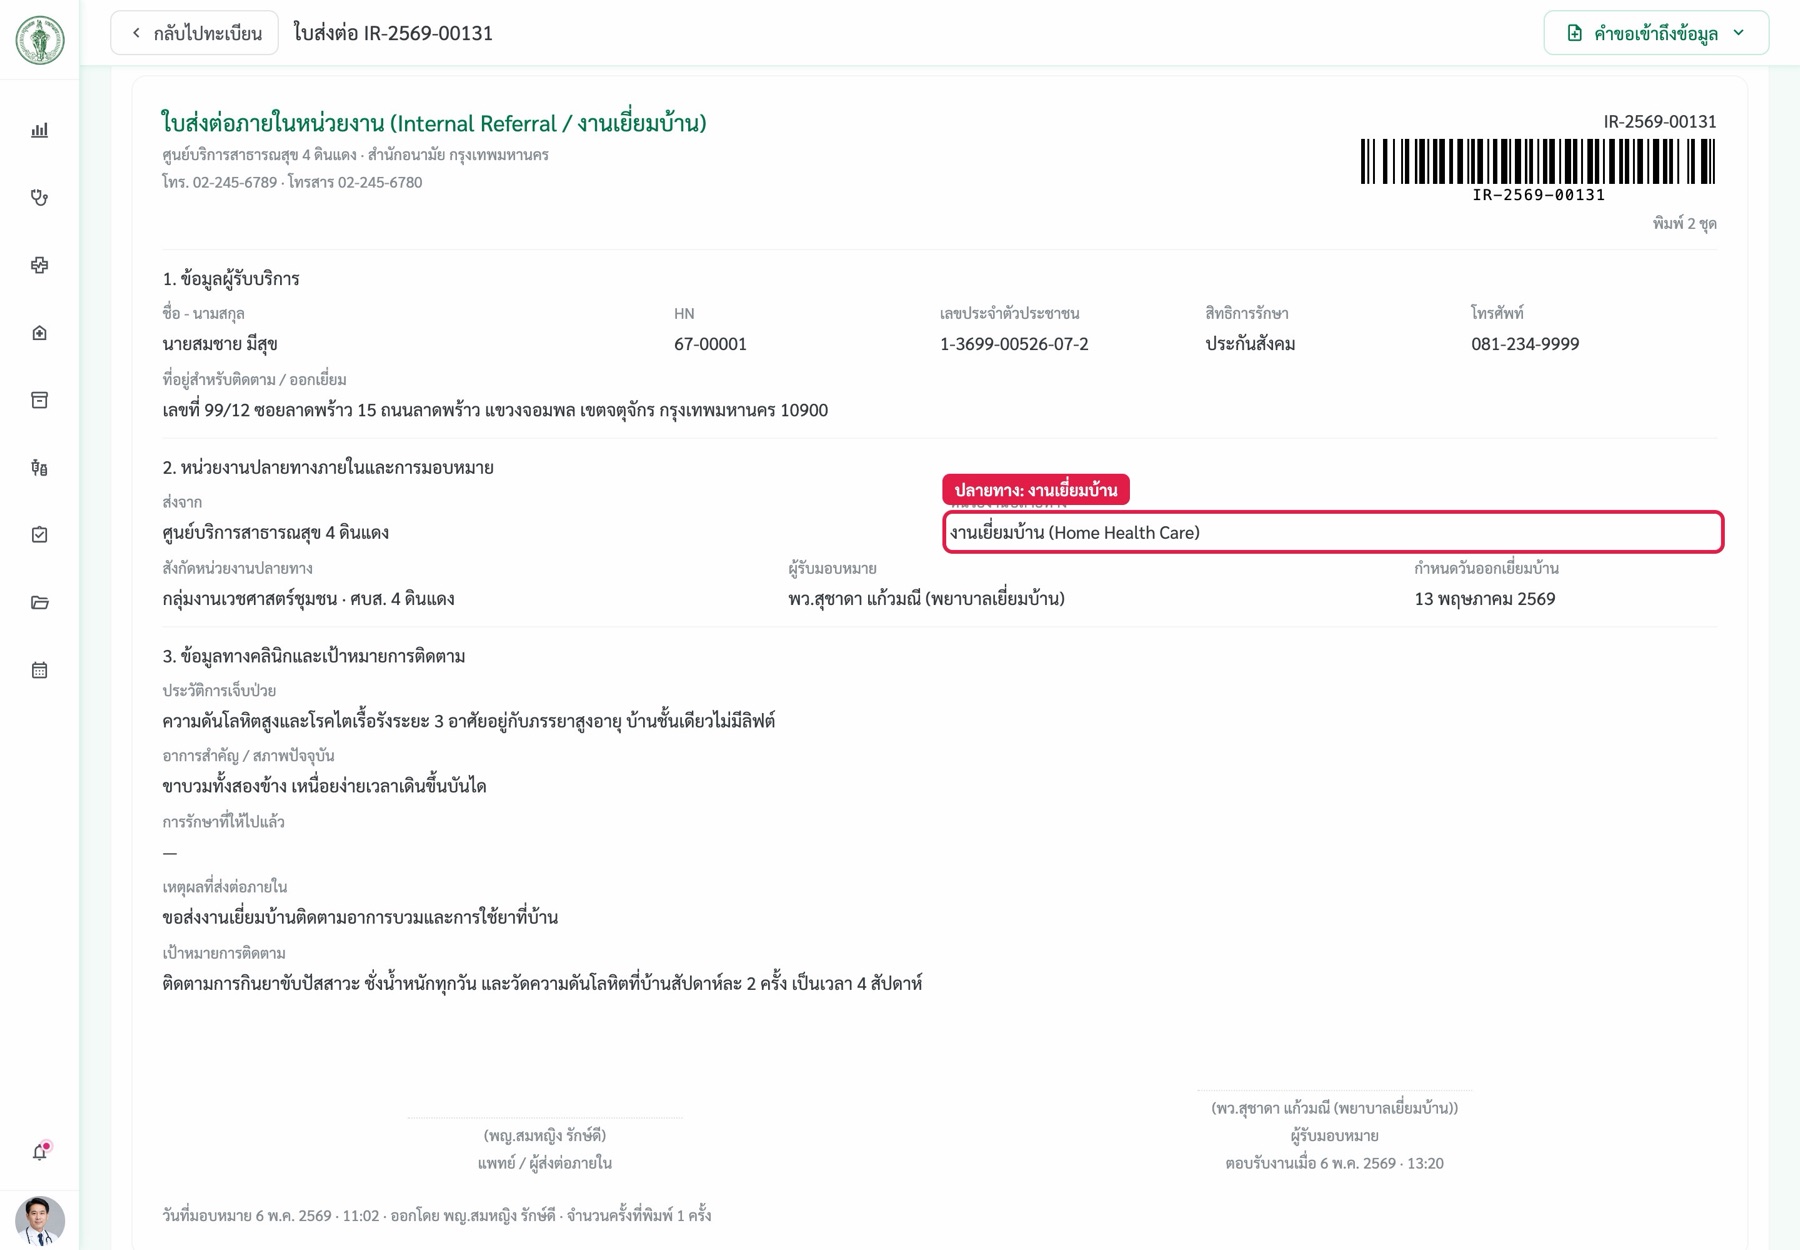 กลับไปทะเบียน
ใบส่งต่อ IR-2569-00131
คำขอเข้าถึงข้อมูล
ใบส่งต่อภายในหน่วยงาน (Internal Referral / งานเยี่ยมบ้าน)
ศูนย์บริการสาธารณสุข 4 ดินแดง · สำนักอนามัย กรุงเทพมหานคร
โทร. 02-245-6789 · โทรสาร 02-245-6780
IR-2569-00131
IR-2569-00131
พิมพ์ 2 ชุด
1. ข้อมูลผู้รับบริการ
ชื่อ - นามสกุล HN เลขประจำตัวประชาชน สิทธิการรักษา โทรศัพท์
นายสมชาย มีสุข 67-00001 1-3699-00526-07-2 ประกันสังคม 081-234-9999
ที่อยู่สำหรับติดตาม / ออกเยี่ยม
เลขที่ 99/12 ซอยลาดพร้าว 15 ถนนลาดพร้าว แขวงจอมพล เขตจตุจักร กรุงเทพมหานคร 10900
2. หน่วยงานปลายทางภายในและการมอบหมาย
ปลายทาง: งานเยี่ยมบ้าน
ส่งจาก
ศูนย์บริการสาธารณสุข 4 ดินแดง งานเยี่ยมบ้าน (Home Health Care)
สังกัดหน่วยงานปลายทาง ผู้รับมอบหมาย กำหนดวันออกเยี่ยมบ้าน
กลุ่มงานเวชศาสตร์ชุมชน · ศบส. 4 ดินแดง พว.สุชาดา แก้วมณี (พยาบาลเยี่ยมบ้าน) 13 พฤษภาคม 2569
3. ข้อมูลทางคลินิกและเป้าหมายการติดตาม
ประวัติการเจ็บป่วย
ความดันโลหิตสูงและโรคไตเรื้อรังระยะ 3 อาศัยอยู่กับภรรยาสูงอายุ บ้านชั้นเดียวไม่มีลิฟต์
อาการสำคัญ / สภาพปัจจุบัน
ขาบวมทั้งสองข้าง เหนื่อยง่ายเวลาเดินขึ้นบันได
การรักษาที่ให้ไปแล้ว
—
เหตุผลที่ส่งต่อภายใน
ขอส่งงานเยี่ยมบ้านติดตามอาการบวมและการใช้ยาที่บ้าน
เป้าหมายการติดตาม
ติดตามการกินยาขับปัสสาวะ ชั่งน้ำหนักทุกวัน และวัดความดันโลหิตที่บ้านสัปดาห์ละ 2 ครั้ง เป็นเวลา 4 สัปดาห์
(พญ.สมหญิง รักษ์ดี)
แพทย์ / ผู้ส่งต่อภายใน
(พว.สุชาดา แก้วมณี (พยาบาลเยี่ยมบ้าน))
ผู้รับมอบหมาย
ตอบรับงานเมื่อ 6 พ.ค. 2569 · 13:20
วันที่มอบหมาย 6 พ.ค. 2569 · 11:02 · ออกโดย พญ.สมหญิง รักษ์ดี · จำนวนครั้งที่พิมพ์ 1 ครั้ง